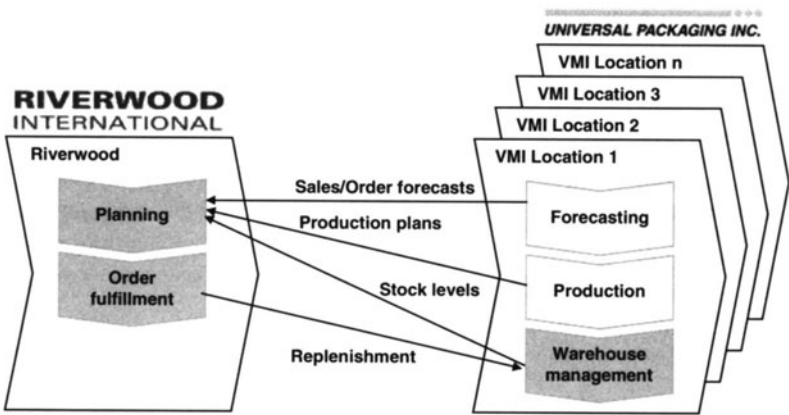 UNIVERSAL PACKAGING INC.
VMI Location n
VMI Location 3
VMI Location 2
VMI Location 1
RIVERWOOD
INTERNATIONAL
Riverwood
Planning
Order
fulfillment
Sales/Order forecasts
Production plans
Stock levels
Replenishment
Forecasting
Production
Warehouse
management